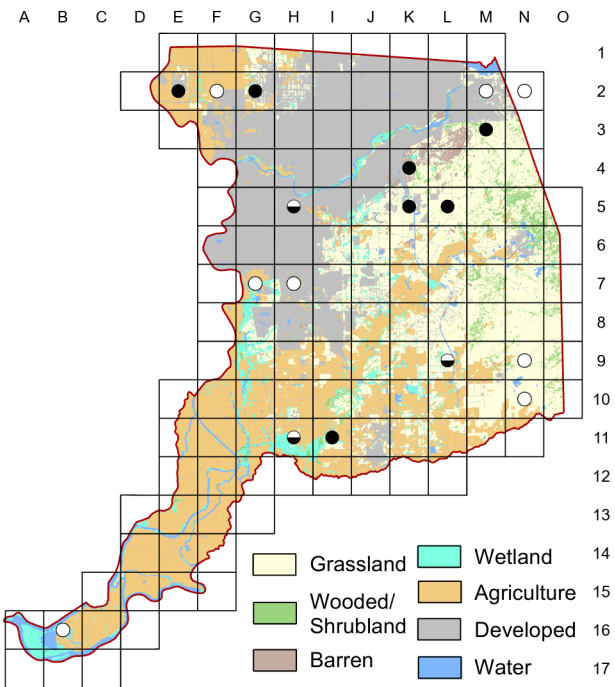 A B C D E F G H I J K L M N O
1
2
3
4
5
6
7
8
9
10
11
12
13
14
15
16
17
Grassland
Wooded/
Shrubland
Barren
Wetland
Agriculture
Developed
Water